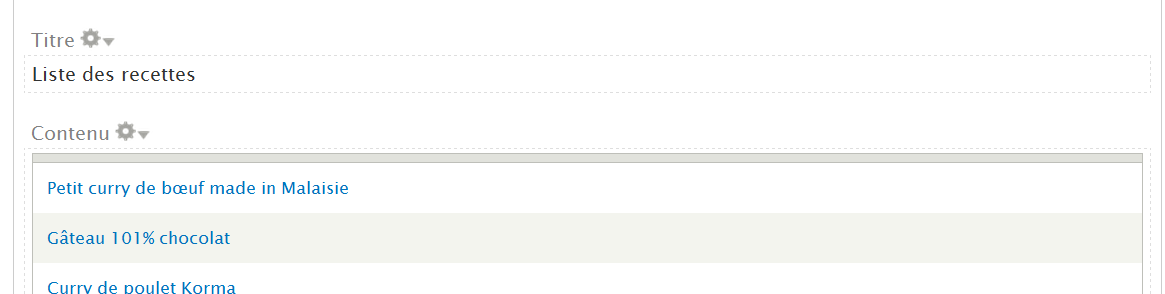 Titre
Liste des recettes
Contenu
Petit curry de bœuf made in Malaisie
Gâteau 101% chocolat
Curry de poulet Korma